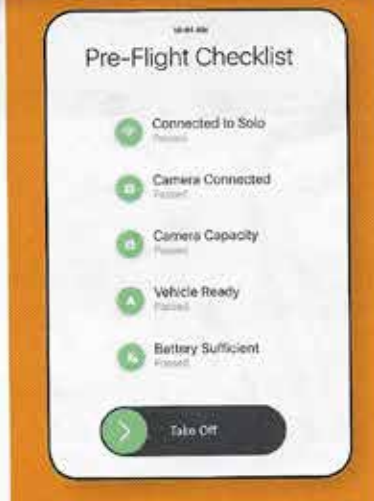 Pre-Flight Checklist
Connected to Solo
Passed
Camera Connected
Passed
Camera Capacity
Passed
Vehicle Ready
Passed
Battery Sufficient
Passed
Take Off